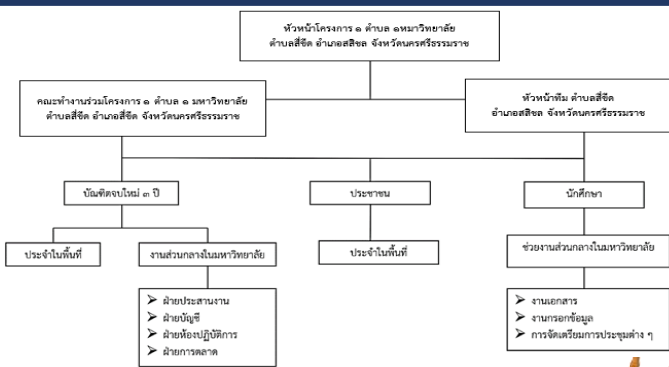 หัวหน้าโครงการ ๑ ตำบล ๑หมาวิทยาลัย
ตำบลสี่ขีด อำเภอสิชล จังหวัดนครศรีธรรมราช
คณะทำงานร่วมโครงการ ๑ ตำบล ๑ มหาวิทยาลัย
ตำบลสี่ขีด อำเภอสี่ขีด จังหวัดนครศรีธรรมราช
หัวหน้าทีม ตำบลสี่ขีด
อำเภอสิชล จังหวัดนครศรีธรรมราช
บัณฑิตจบใหม่ ๓ ปี
ประชาชน
นักศึกษา
ประจำในพื้นที่
งานส่วนกลางในมหาวิทยาลัย
ประจำในพื้นที่
ช่วยงานส่วนกลางในมหาวิทยาลัย
➢ ฝ่ายประสานงาน
➢ ฝ่ายบัญชี
➢ ฝ่ายห้องปฏิบัติการ
➢ ฝ่ายการตลาด
➢ งานเอกสาร
➢ งานกรอกข้อมูล
➢ การจัดเตรียมการประชุมต่าง ๆ